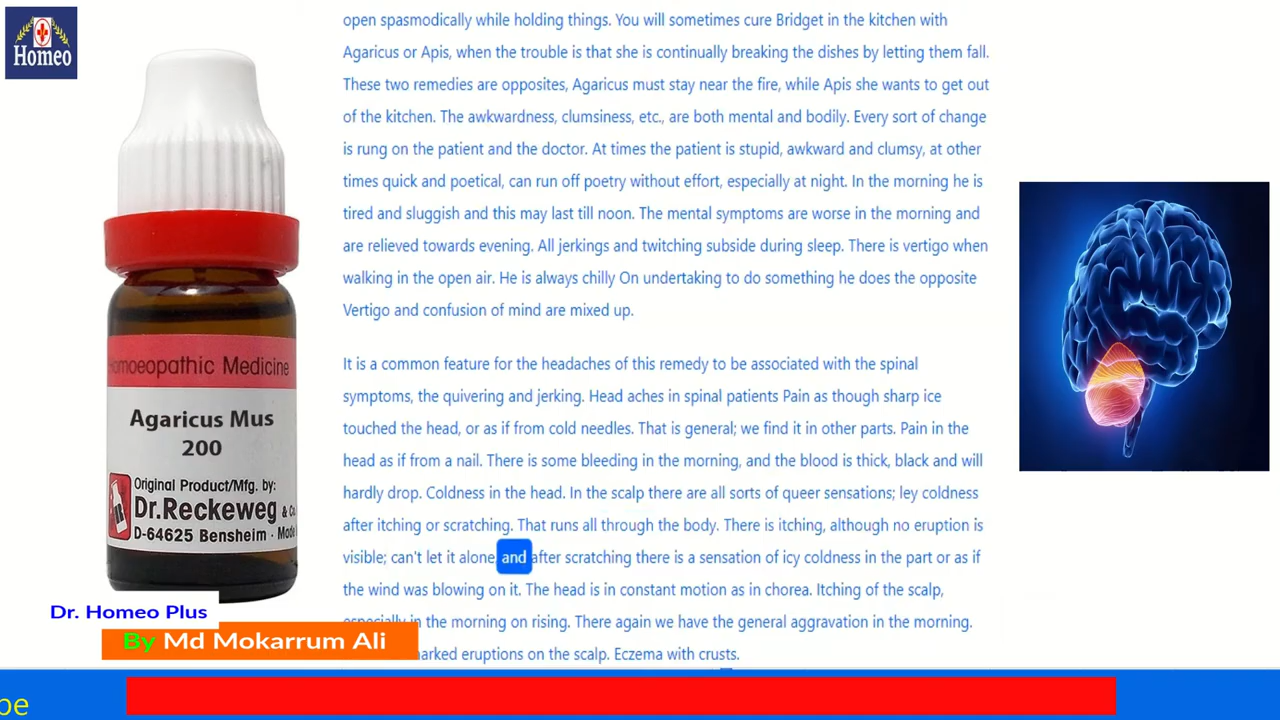 Homeo
open spasmodically while holding things. You will sometimes cure Bridget in the kitchen with
Agaricus or Apis, when the trouble is that she is continually breaking the dishes by letting them fall.
These two remedies are opposites, Agaricus must stay near the fire, while Apis she wants to get out
of the kitchen. The awkwardness, clumsiness, etc., are both mental and bodily. Every sort of change
is rung on the patient and the doctor. At times the patient is stupid, awkward and clumsy, at other
times quick and poetical, can run off poetry without effort, especially at night. In the morning he is
tired and sluggish and this may last till noon. The mental symptoms are worse in the morning and
are relieved towards evening. All jerkings and twitching subside during sleep. There is vertigo when
walking in the open air. He is always chilly On undertaking to do something he does the opposite
Vertigo and confusion of mind are mixed up.
It is a common feature for the headaches of this remedy to be associated with the spinal
symptoms, the quivering and jerking. Head aches in spinal patients Pain as though sharp ice
touched the head, or as if from cold needles. That is general; we find it in other parts. Pain in the
head as if from a nail. There is some bleeding in the morning, and the blood is thick, black and will
hardly drop. Coldness in the head. In the scalp there are all sorts of queer sensations; ley coldness
after itching or scratching. That runs all through the body. There is itching, although no eruption is
visible; can't let it alone and after scratching there is a sensation of icy coldness in the part or as if
the wind was blowing on it. The head is in constant motion as in chorea. Itching of the scalp,
especially in the morning on rising. There again we have the general aggravation in the morning.
arked eruptions on the scalp. Eczema with crusts.
Homoeopathic Medicine
Agaricus Mus
200
Original Product/Mfg. by:
Dr.Reckeweg & Co.
D-64625 Bensheim · Made
Dr. Homeo Plus
By Md Mokarrum Ali
be